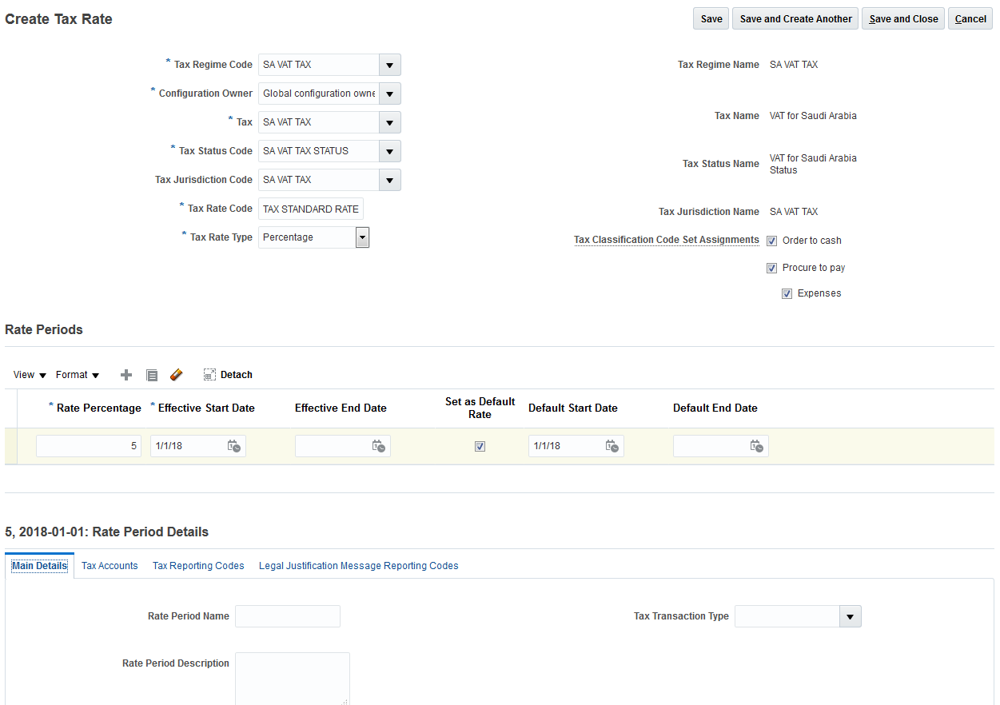 Create Tax Rate
Save
Save and Create Another
Save and Close
Cancel
* Tax Regime Code SA VAT TAX
Tax Regime Name SA VAT TAX
* Configuration Owner Global configuration owne
* Tax SA VAT TAX
Tax Name VAT for Saudi Arabia
* Tax Status Code SA VAT TAX STATUS
Tax Status Name VAT for Saudi Arabia
Status
Tax Jurisdiction Code SA VAT TAX
* Tax Rate Code TAX STANDARD RATE
Tax Jurisdiction Name SA VAT TAX
* Tax Rate Type Percentage
Tax Classification Code Set Assignments Order to cash
Procure to pay
Expenses
Rate Periods
View Format Detach
* Rate Percentage * Effective Start Date Effective End Date Set as Default Rate Default Start Date Default End Date
5 1/1/18 1/1/18
5, 2018-01-01: Rate Period Details
Main Details Tax Accounts Tax Reporting Codes Legal Justification Message Reporting Codes
Rate Period Name
Tax Transaction Type
Rate Period Description